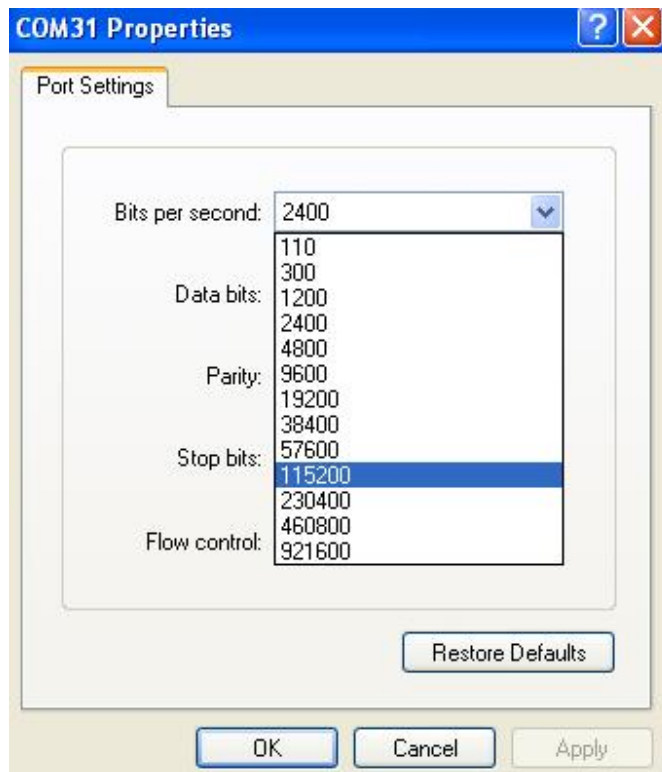 COM31 Properties
Port Settings
Bits per second: 2400
110
300
Data bits: 1200
2400
4800
Parity: 9600
19200
38400
Stop bits: 57600
115200
230400
Flow control: 460800
921600
Restore Defaults
OK Cancel Apply